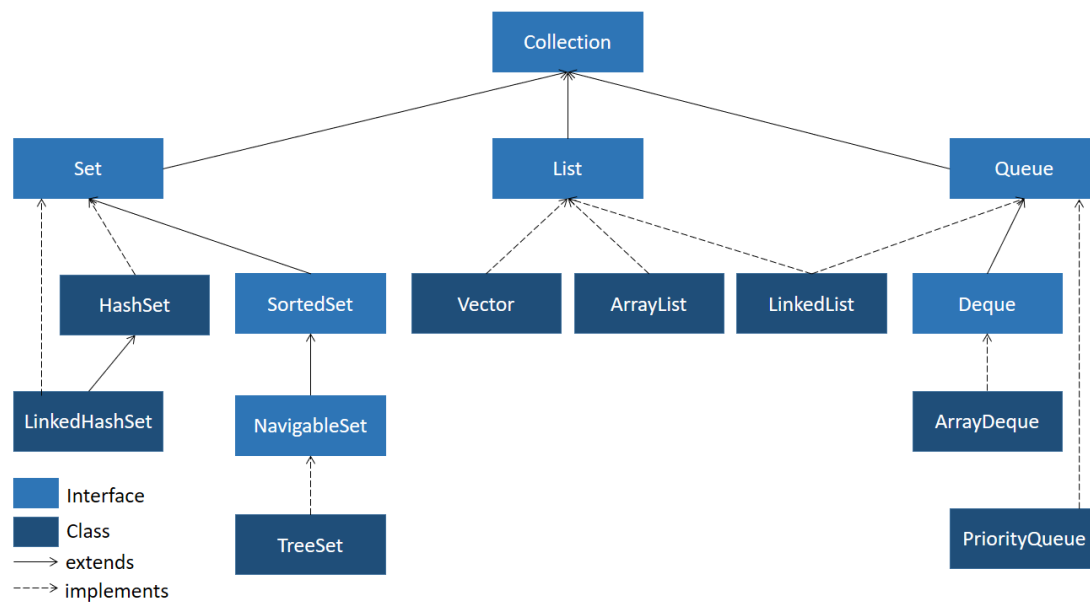 Collection
Set
List
Queue
HashSet
SortedSet
Vector
ArrayList
LinkedList
Deque
LinkedHashSet
NavigableSet
ArrayDeque
Interface
Class
TreeSet
PriorityQueue
extends
implements